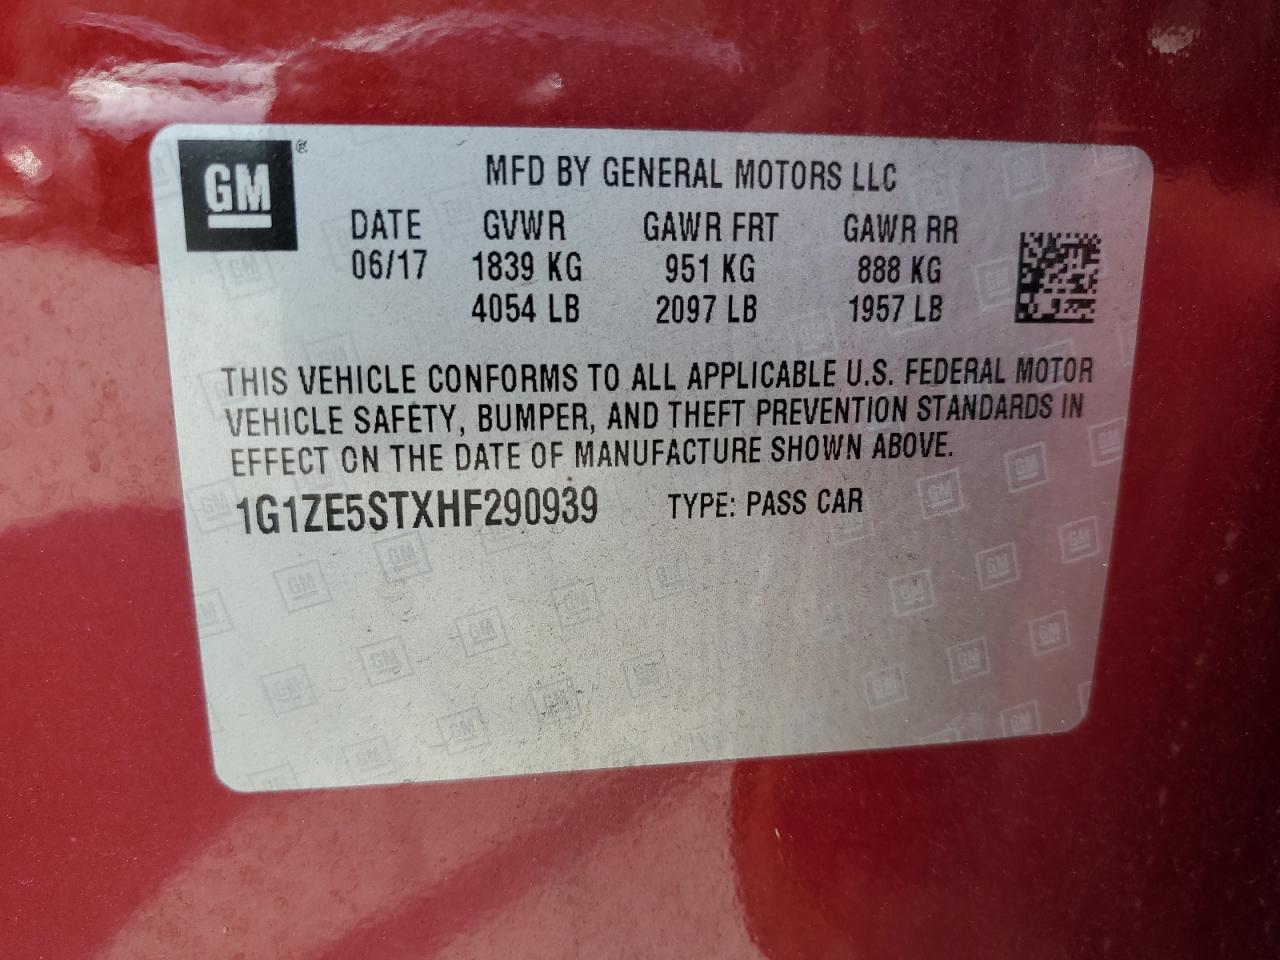 GM®
MFD BY GENERAL MOTORS LLC
DATE GVWR GAWR FRT GAWR RR
06/17 1839 KG 951 KG 888 KG
4054 LB 2097 LB 1957 LB
THIS VEHICLE CONFORMS TO ALL APPLICABLE U.S. FEDERAL MOTOR
VEHICLE SAFETY, BUMPER, AND THEFT PREVENTION STANDARDS IN
EFFECT ON THE DATE OF MANUFACTURE SHOWN ABOVE.
1G1ZE5STXHF290939 TYPE: PASS CAR